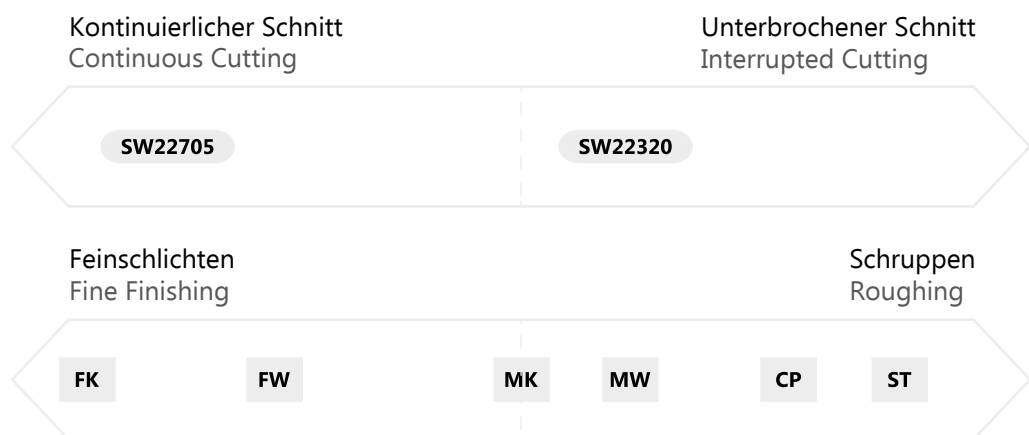 Kontinuierlicher Schnitt
Continuous Cutting
Unterbrochener Schnitt
Interrupted Cutting
SW22705
SW22320
Feinschlichten
Fine Finishing
Schruppen
Roughing
FK
FW
MK
MW
CP
ST